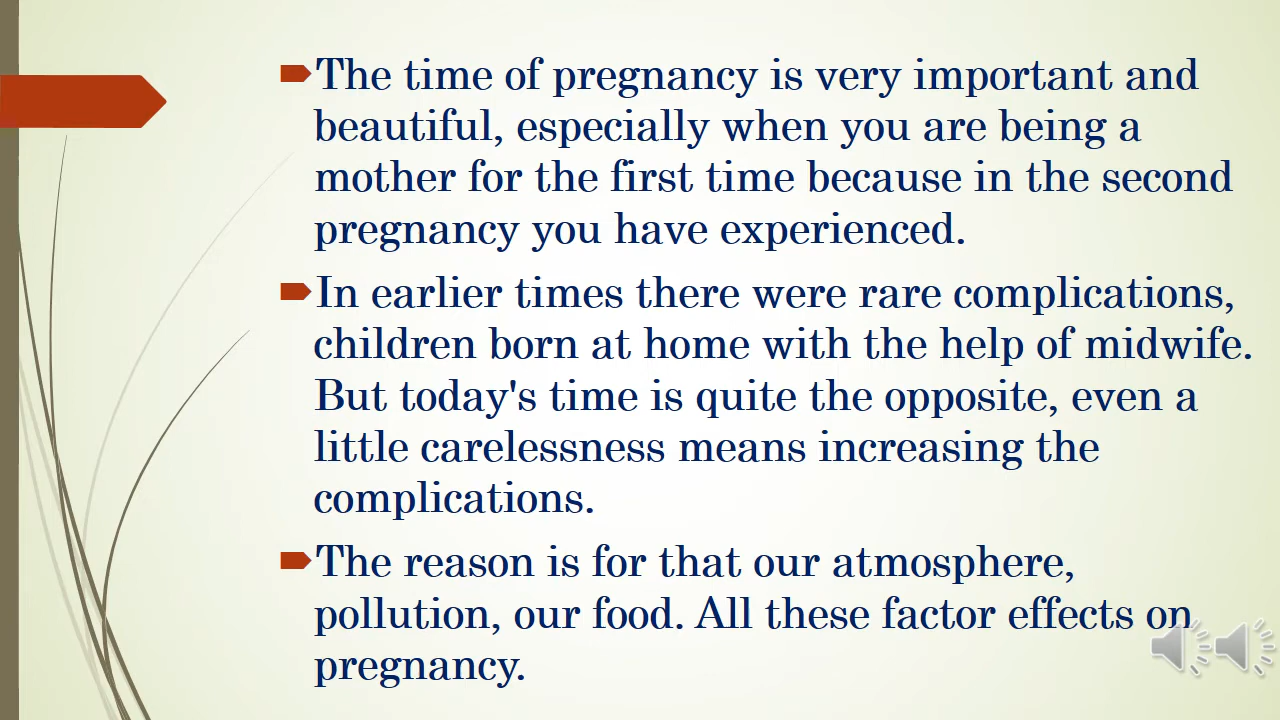 The time of pregnancy is very important and
beautiful, especially when you are being a
mother for the first time because in the second
pregnancy you have experienced.
In earlier times there were rare complications,
children born at home with the help of midwife.
But today's time is quite the opposite, even a
little carelessness means increasing the
complications.
The reason is for that our atmosphere,
pollution, our food. All these factor effects on
pregnancy.